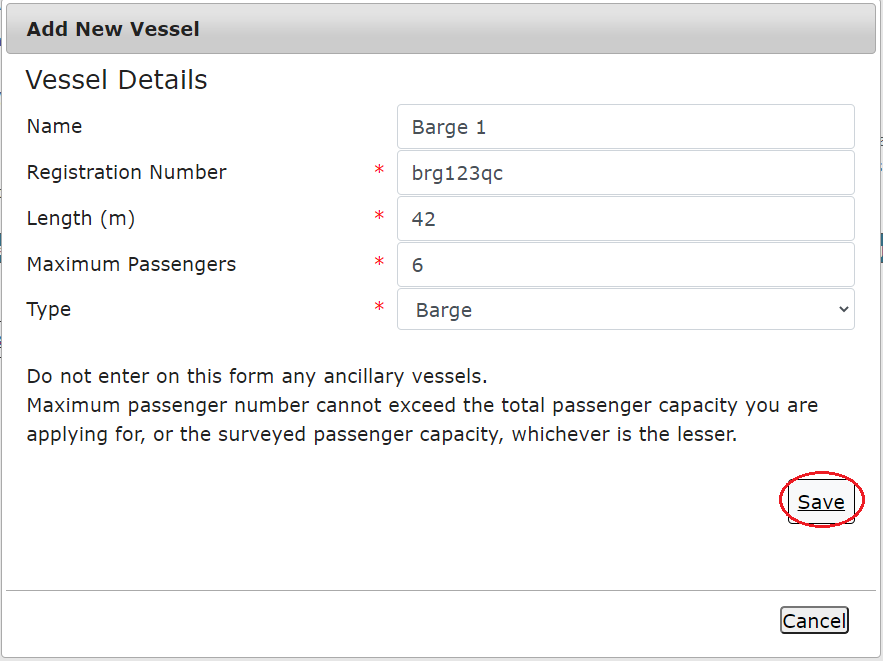 Add New Vessel
Vessel Details
Name Barge 1
Registration Number * brg123qc
Length (m) * 42
Maximum Passengers * 6
Type * Barge
Do not enter on this form any ancillary vessels.
Maximum passenger number cannot exceed the total passenger capacity you are
applying for, or the surveyed passenger capacity, whichever is the lesser.
Save
Cancel